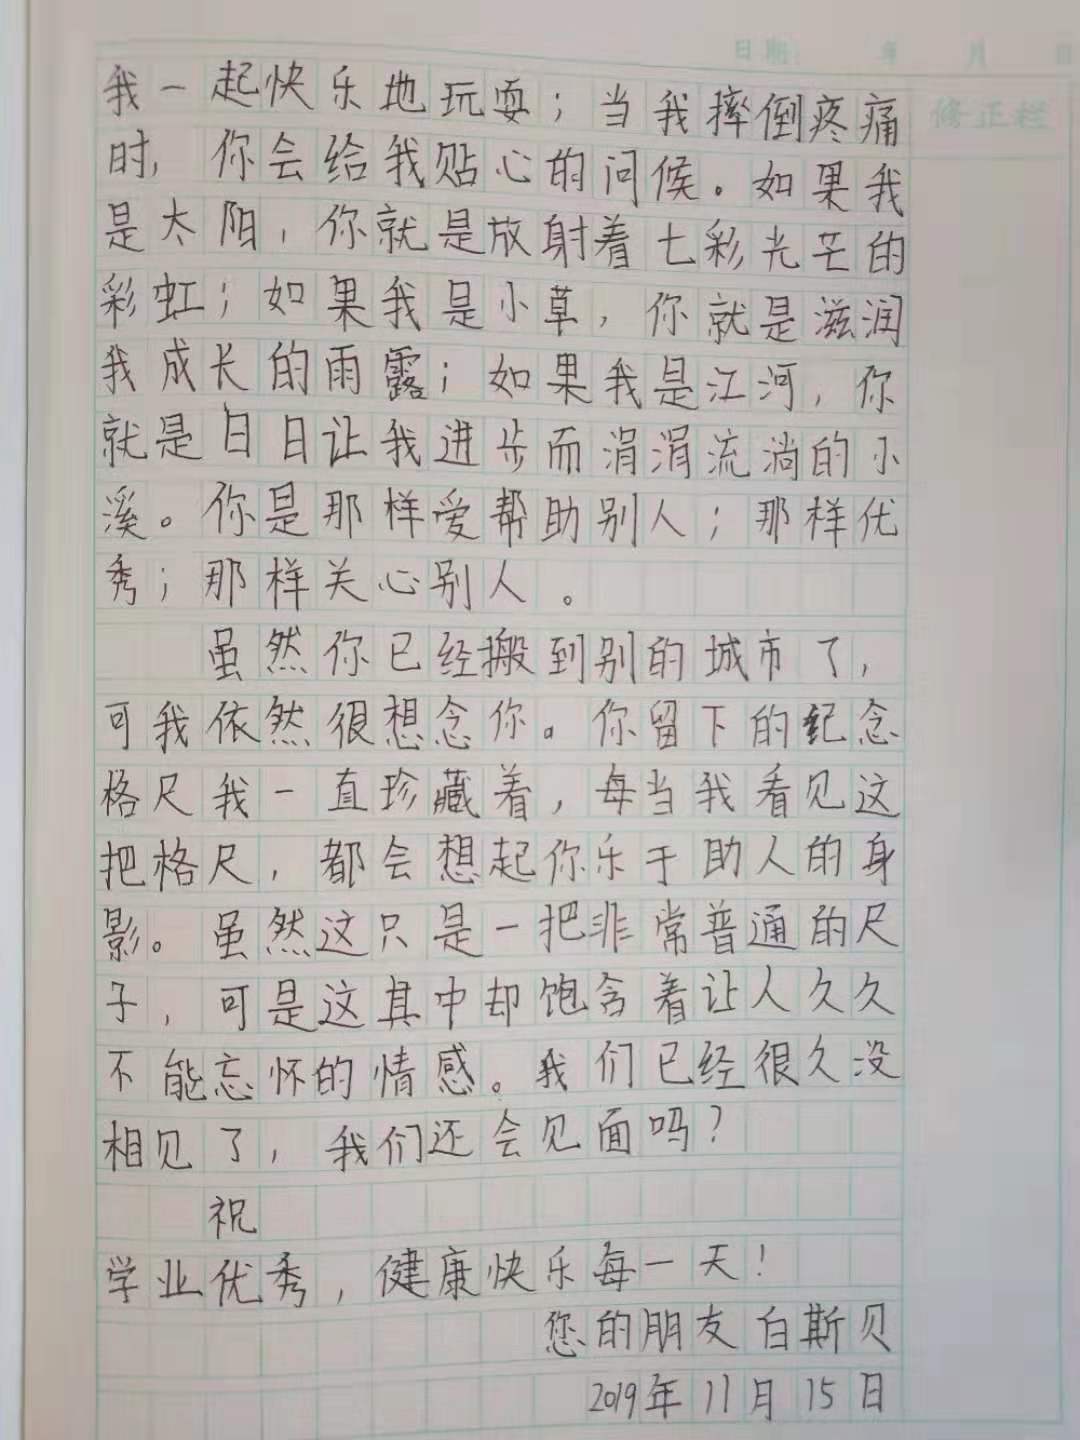 日期： 年 月 日
修正栏
我一起快乐地玩耍；当我摔倒疼痛
时，你会给我贴心的问候。如果我
是太阳，你就是放射着七彩光芒的
彩虹；如果我是小草，你就是滋润
我成长的雨露；如果我是江河，你
就是日日让我进步而涓涓流淌的小
溪。你是那样爱帮助别人；那样优
秀；那样关心别人。
虽然你已经搬到别的城市了，
可我依然很想念你。你留下的纪念
格尺我一直珍藏着，每当我看见这
把格尺，都会想起你乐于助人的身
影。虽然这只是一把非常普通的尺
子，可是这其中却饱含着让人久久
不能忘怀的情感。我们已经很久没
相见了，我们还会见面吗？
祝
学业优秀，健康快乐每一天！
您的朋友白斯贝
2019年11月15日